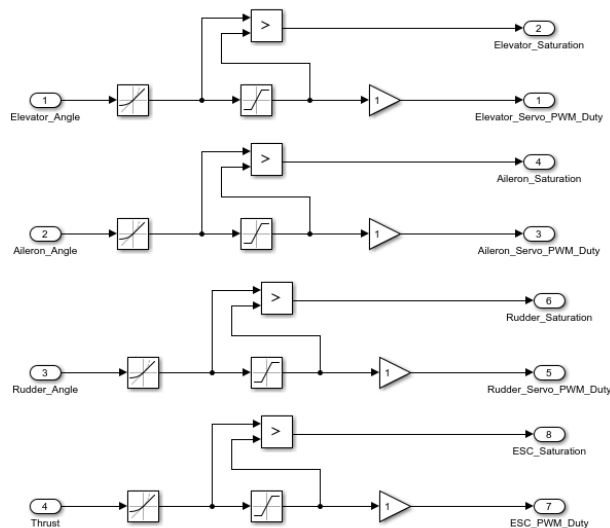 >
2
Elevator_Saturation
1
1
1
Elevator_Angle
Elevator_Servo_PWM_Duty
>
4
Aileron_Saturation
2
1
3
Aileron_Angle
Aileron_Servo_PWM_Duty
>
6
Rudder_Saturation
3
1
5
Rudder_Angle
Rudder_Servo_PWM_Duty
>
8
ESC_Saturation
4
1
7
Thrust
ESC_PWM_Duty